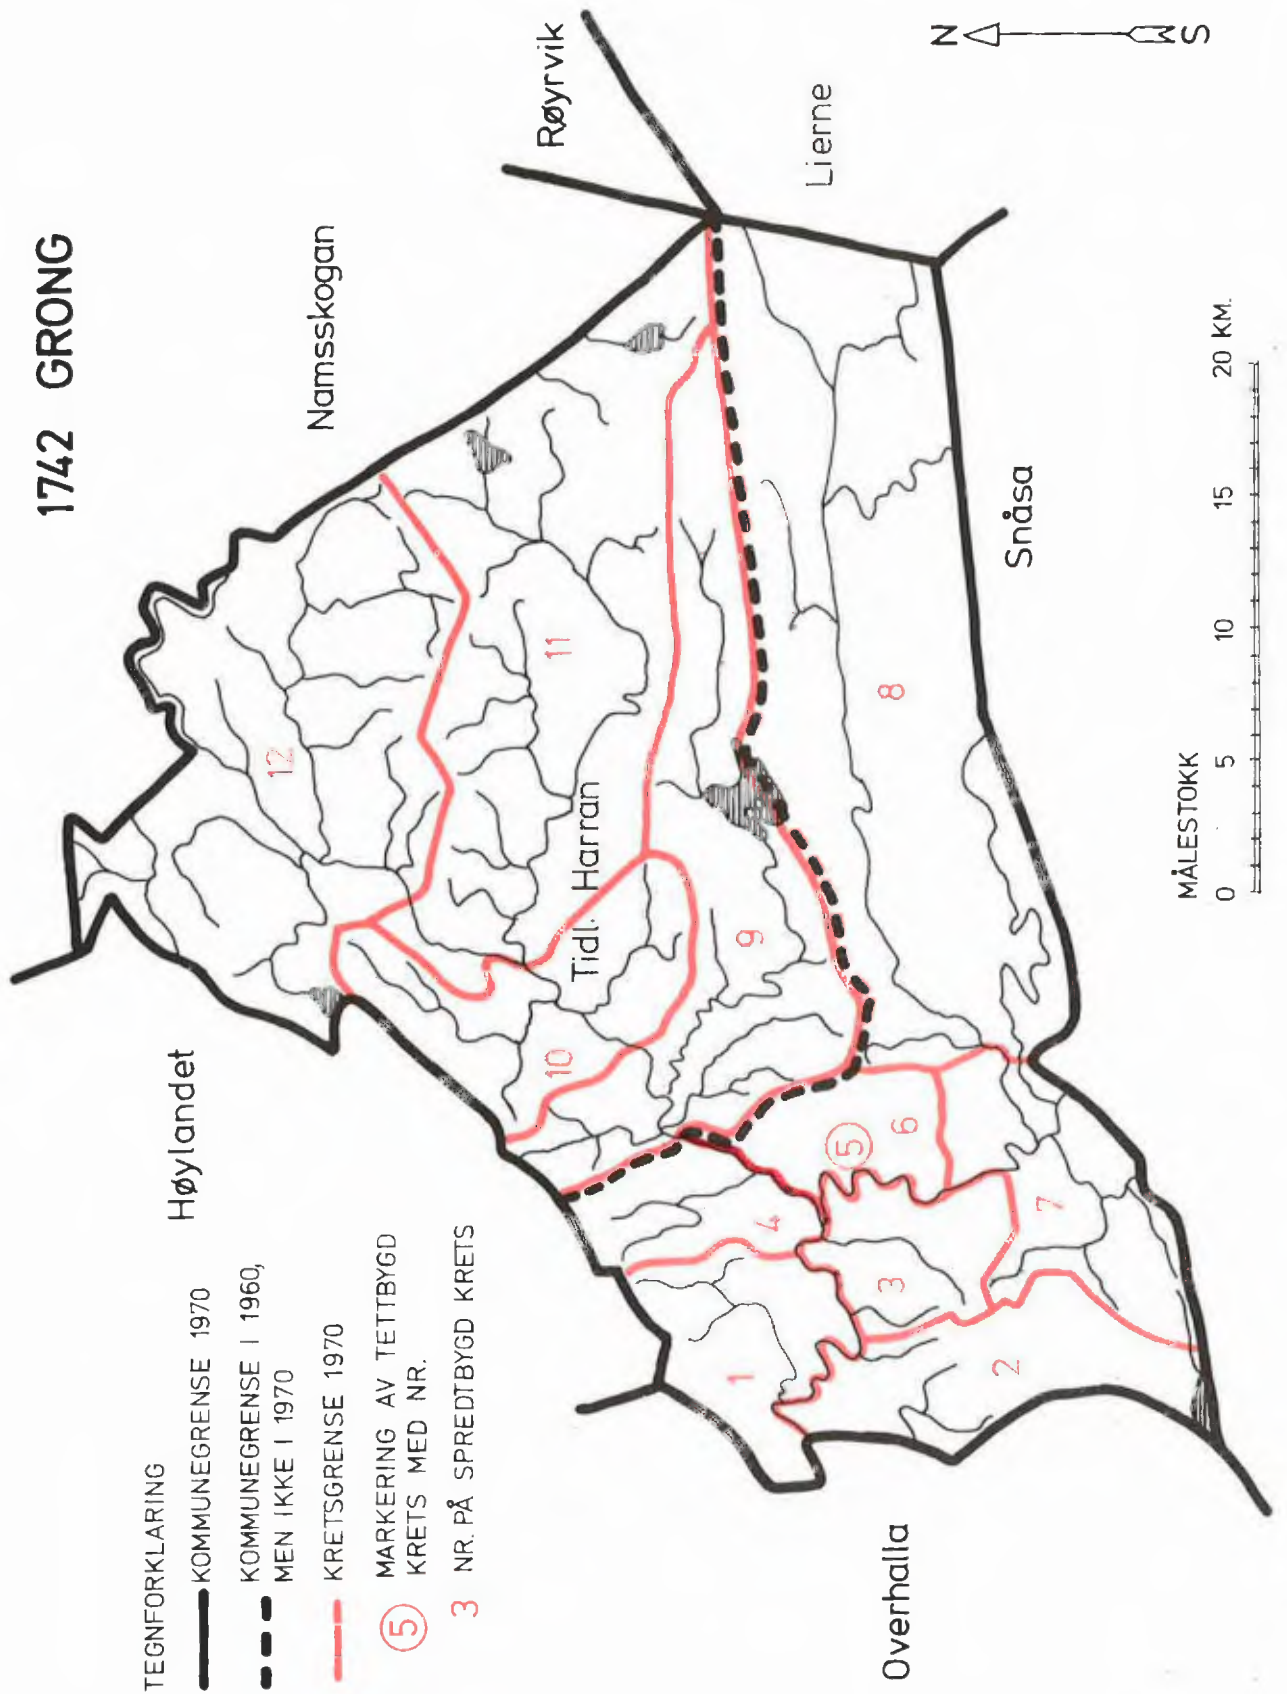 1742 GRONG
TEGNFORKLARING
KOMMUNEGRENSE 1970
KOMMUNEGRENSE I 1960,
MEN IKKE I 1970
KRETSGRENSE 1970
5 MARKERING AV TETTBYGD
KRETS MED NR.
3 NR. PÅ SPREDTBYGD KRETS
Høylandet
Namsskogan
Røyrvik
Lierne
Snåsa
Overhalla
Tidl. Harran
12
11
10
9
8
1
4
5
6
3
7
2
N
S
MÅLESTOKK
0 5 10 15 20 KM.